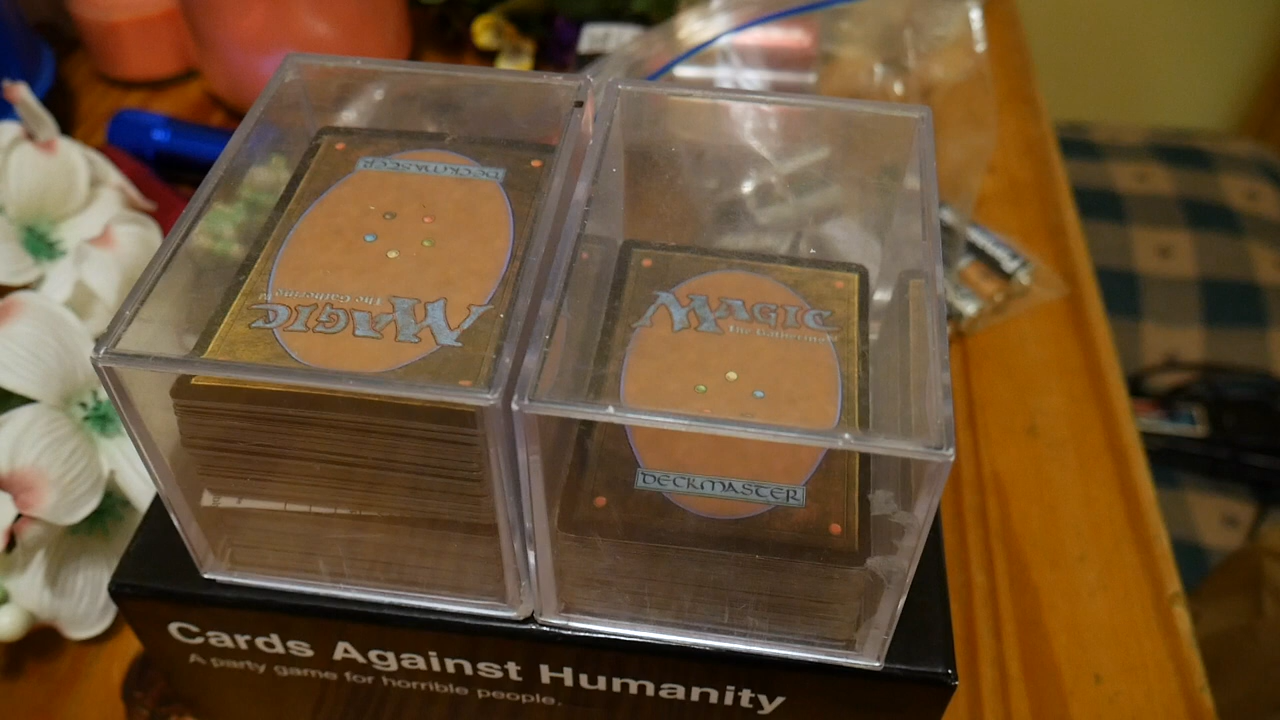 DECKMASTER
MAGIC
The Gathering
MAGIC
The Gathering
DECKMASTER
Cards Against Humanity
A party game for horrible people.